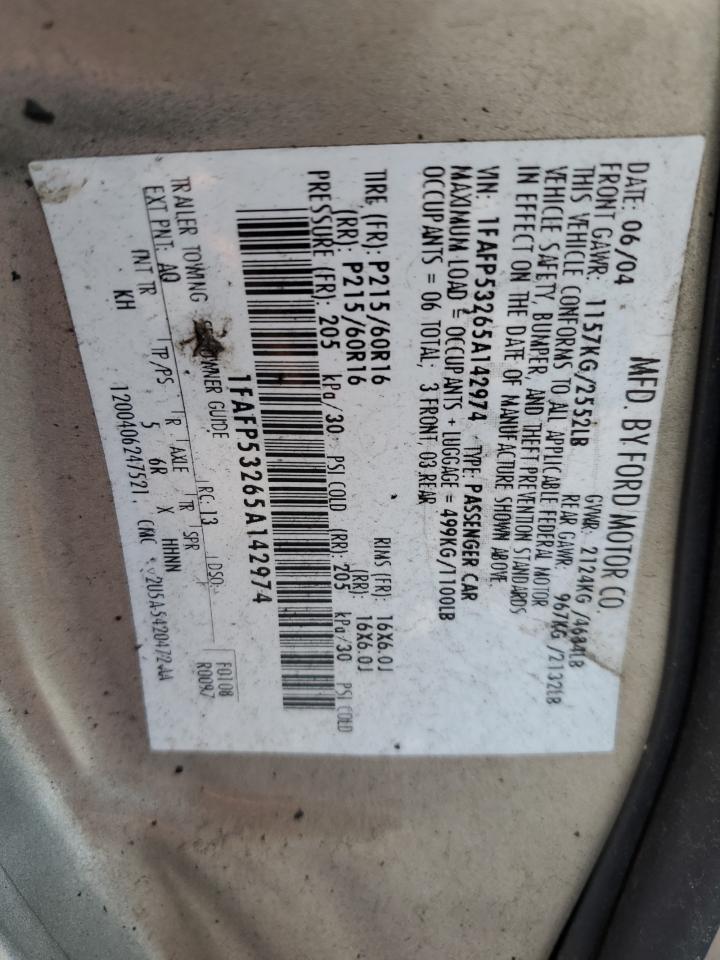 MFD. BY FORD MOTOR CO.
DATE: 06/04 GVWR: 2124KG/4684LB
FRONT GAWR: 1157KG/2552LB REAR GAWR: 967KG/2132LB
THIS VEHICLE CONFORMS TO ALL APPLICABLE FEDERAL MOTOR
VEHICLE SAFETY, BUMPER, AND THEFT PREVENTION STANDARDS
IN EFFECT ON THE DATE OF MANUFACTURE SHOWN ABOVE.
VIN: 1FAFP53265A142974 TYPE: PASSENGER CAR
MAXIMUM LOAD = OCCUPANTS + LUGGAGE = 499KG/1100LB
OCCUPANTS = 06 TOTAL; 3 FRONT, 03 REAR
TIRE (FR): P215/60R16 RIMS (FR): 16X6.0J
(RR): P215/60R16 (RR): 16X6.0J
PRESSURE (FR): 205 kPa/30 PSI COLD (RR): 205 kPa/30 PSI COLD
1FAFP53265A142974
TRAILER TOWING OWNER GUIDE
EXT PNT: AQ RC: 13 DSO:
F0108
R0097
INT TR TP/PS R AXLE TR SPR
KH 5 6R X HHNN
1200406247521 CMC